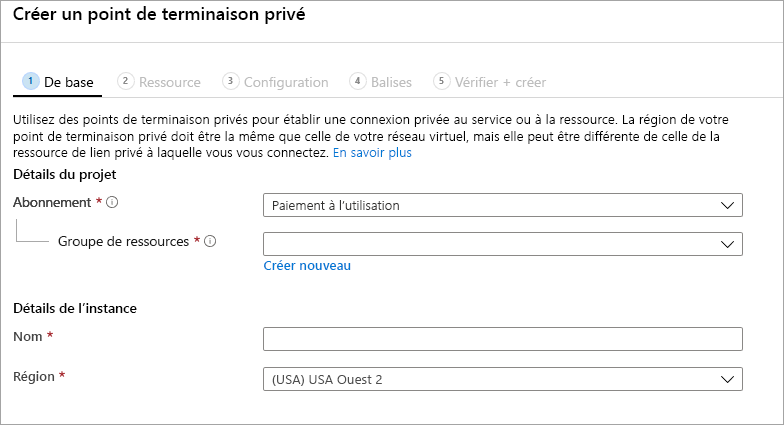 Créer un point de terminaison privé
1 De base 2 Ressource 3 Configuration 4 Balises 5 Vérifier + créer
Utilisez des points de terminaison privés pour établir une connexion privée au service ou à la ressource. La région de votre
point de terminaison privé doit être la même que celle de votre réseau virtuel, mais elle peut être différente de celle de la
ressource de lien privé à laquelle vous vous connectez. En savoir plus
Détails du projet
Abonnement * Paiement à l'utilisation
Groupe de ressources *
Créer nouveau
Détails de l'instance
Nom *
Région * (USA) USA Ouest 2